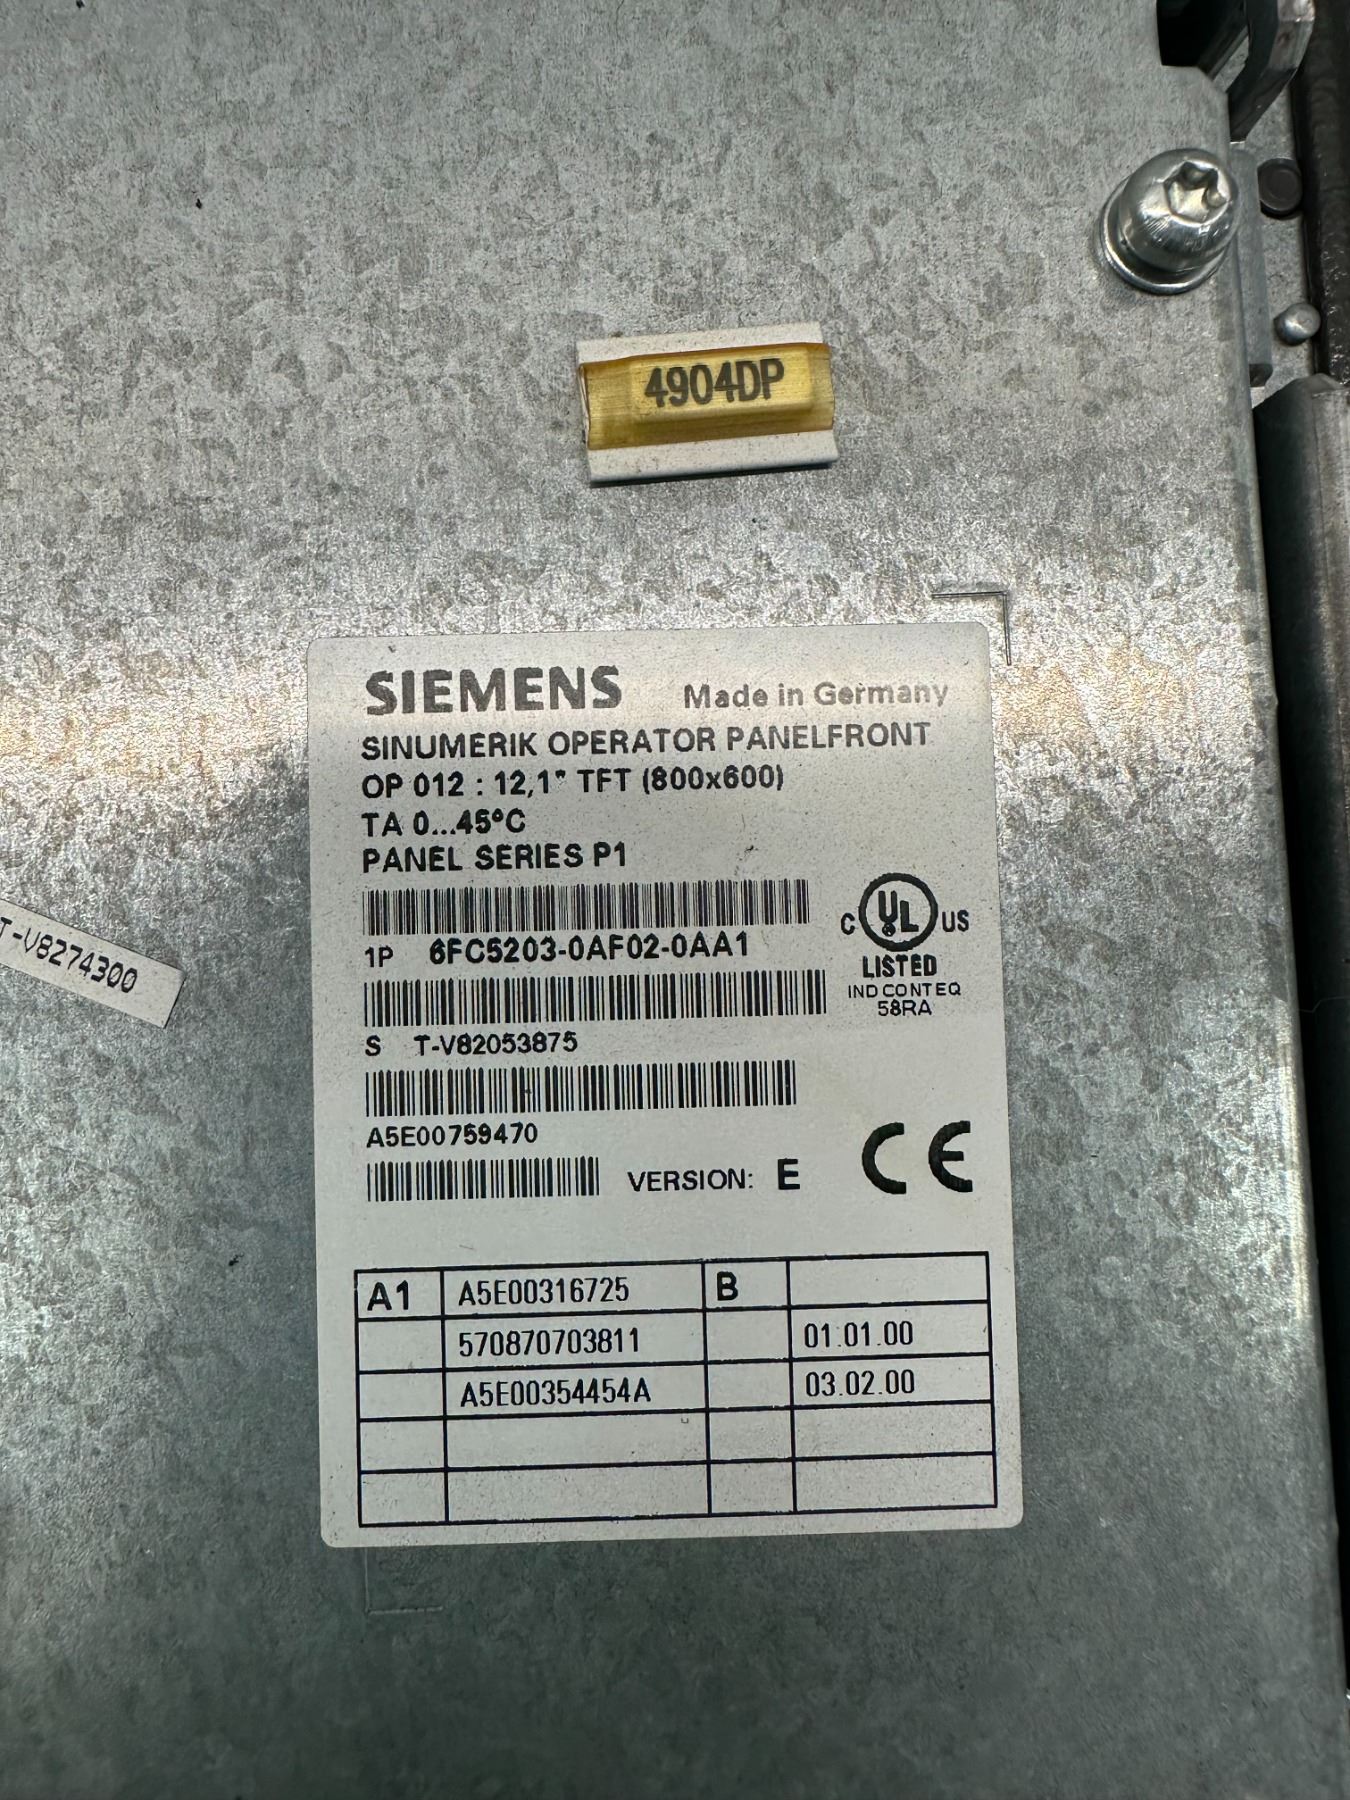 4904DP
SIEMENS Made in Germany
SINUMERIK OPERATOR PANELFRONT
OP 012 : 12,1" TFT (800x600)
TA 0...45°C
PANEL SERIES P1
1P 6FC5203-0AF02-0AA1
C UL US
LISTED
IND CONT EQ
58RA
T-V8274300
S T-V82053875
A5E00759470
VERSION: E
CE
A1 A5E00316725 B
570870703811 01.01.00
A5E00354454A 03.02.00